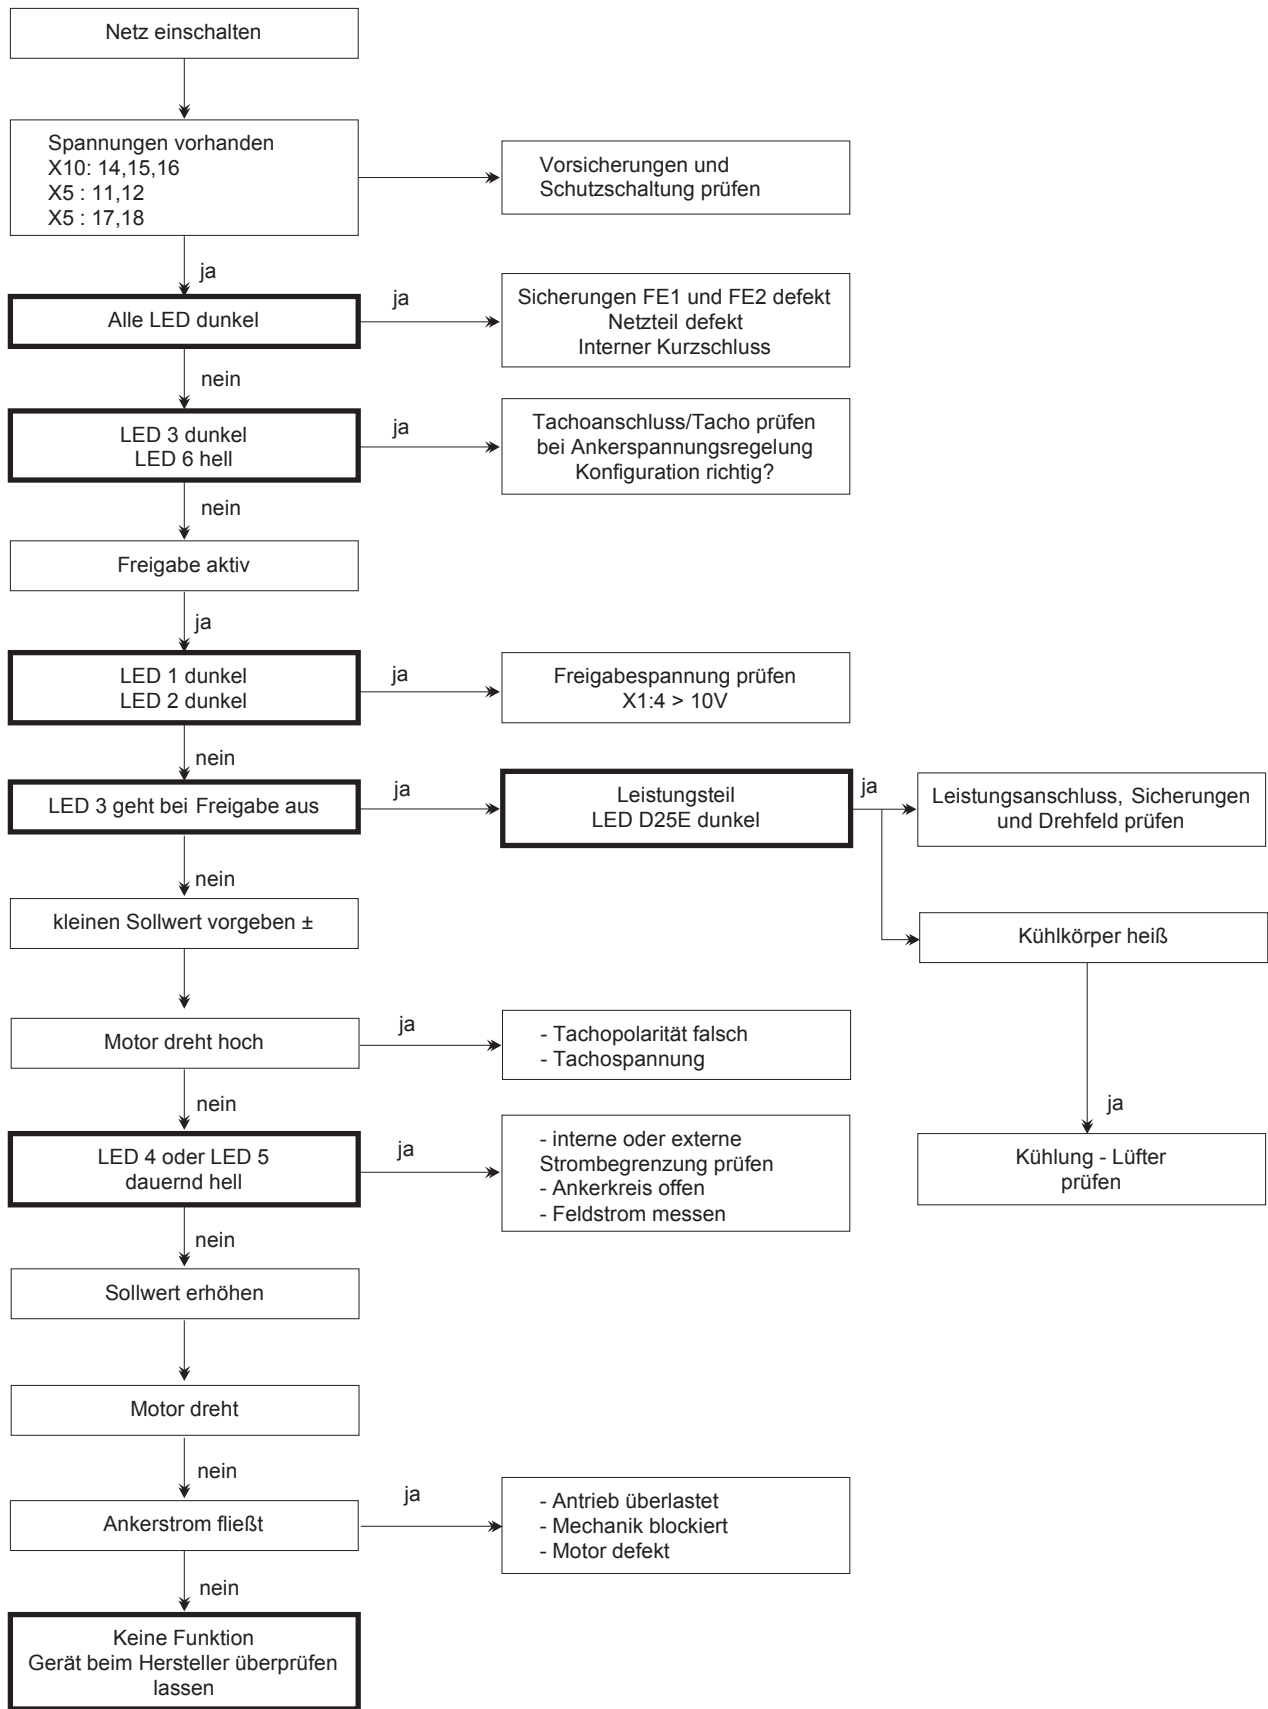 Netz einschalten
Spannungen vorhanden
X10: 14,15,16
X5 : 11,12
X5 : 17,18
Vorsicherungen und
Schutzschaltung prüfen
ja
Alle LED dunkel
ja
Sicherungen FE1 und FE2 defekt
Netzteil defekt
Interner Kurzschluss
nein
LED 3 dunkel
LED 6 hell
ja
Tachoanschluss/Tacho prüfen
bei Ankerspannungsregelung
Konfiguration richtig?
nein
Freigabe aktiv
ja
LED 1 dunkel
LED 2 dunkel
ja
Freigabespannung prüfen
X1:4 > 10V
nein
LED 3 geht bei Freigabe aus
ja
Leistungsteil
LED D25E dunkel
ja
Leistungsanschluss, Sicherungen
und Drehfeld prüfen
nein
kleinen Sollwert vorgeben ±
Kühlkörper heiß
Motor dreht hoch
ja
- Tachopolarität falsch
- Tachospannung
nein
ja
LED 4 oder LED 5
dauernd hell
ja
- interne oder externe
Strombegrenzung prüfen
- Ankerkreis offen
- Feldstrom messen
Kühlung - Lüfter
prüfen
nein
Sollwert erhöhen
Motor dreht
nein
Ankerstrom fließt
ja
- Antrieb überlastet
- Mechanik blockiert
- Motor defekt
nein
Keine Funktion
Gerät beim Hersteller überprüfen
lassen